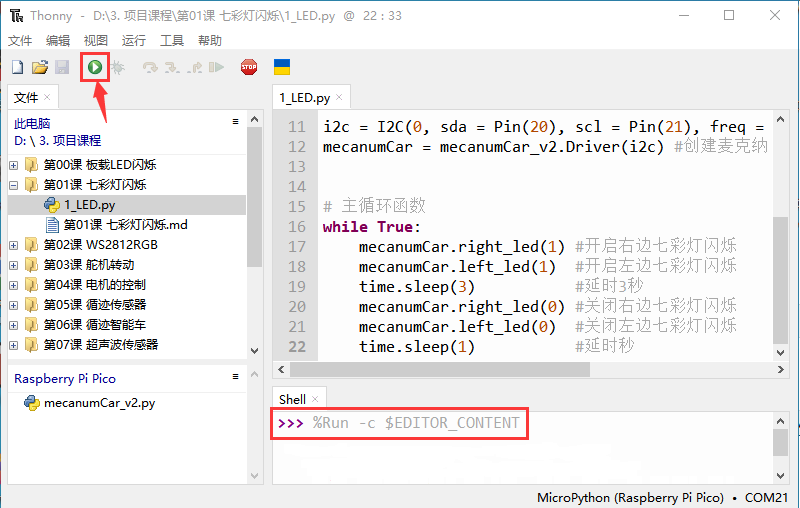 Thonny - D:\3. 项目课程\第01课 七彩灯闪烁\1_LED.py @ 22 : 33
文件 编辑 视图 运行 工具 帮助
STOP
文件 ×
此电脑
D: \ 3. 项目课程
第00课 板载LED闪烁
第01课 七彩灯闪烁
1_LED.py
第01课 七彩灯闪烁.md
第02课 WS2812RGB
第03课 舵机转动
第04课 电机的控制
第05课 循迹传感器
第06课 循迹智能车
第07课 超声波传感器
Raspberry Pi Pico
mecanumCar_v2.py
1_LED.py ×
11 i2c = I2C(0, sda = Pin(20), scl = Pin(21), freq =
12 mecanumCar = mecanumCar_v2.Driver(i2c) #创建麦克纳
13
14
15 # 主循环函数
16 while True:
17 mecanumCar.right_led(1) #开启右边七彩灯闪烁
18 mecanumCar.left_led(1) #开启左边七彩灯闪烁
19 time.sleep(3) #延时3秒
20 mecanumCar.right_led(0) #关闭右边七彩灯闪烁
21 mecanumCar.left_led(0) #关闭左边七彩灯闪烁
22 time.sleep(1) #延时秒
Shell ×
>>> %Run -c $EDITOR_CONTENT
MicroPython (Raspberry Pi Pico) • COM21